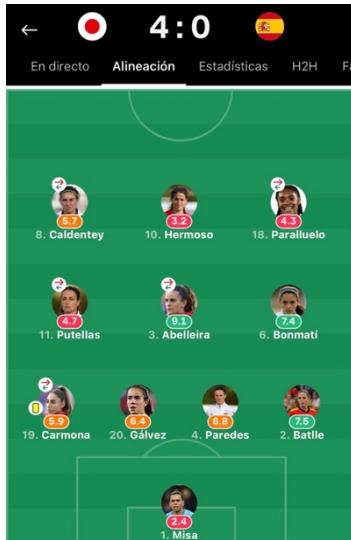 4:0
En directo Alineación Estadísticas H2H Fa
5.7 3.2 4.3
8. Caldentey 10. Hermoso 18. Paralluelo
4.7 9.1 7.4
11. Putellas 3. Abelleira 6. Bonmatí
5.9 6.4 6.8 7.5
19. Carmona 20. Gálvez 4. Paredes 2. Batlle
2.4
1. Misa